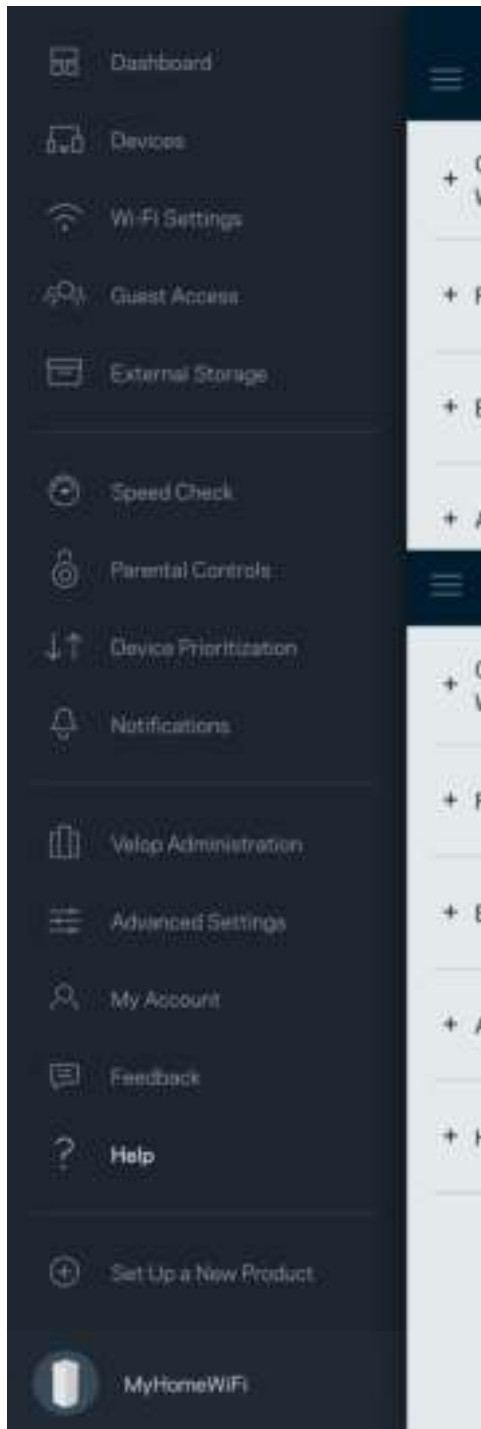 Dashboard
Devices
Wi-Fi Settings
Guest Access
External Storage
Speed Check
Parental Controls
Device Prioritization
Notifications
Velop Administration
Advanced Settings
My Account
Feedback
Help
Set Up a New Product
MyHomeWiFi